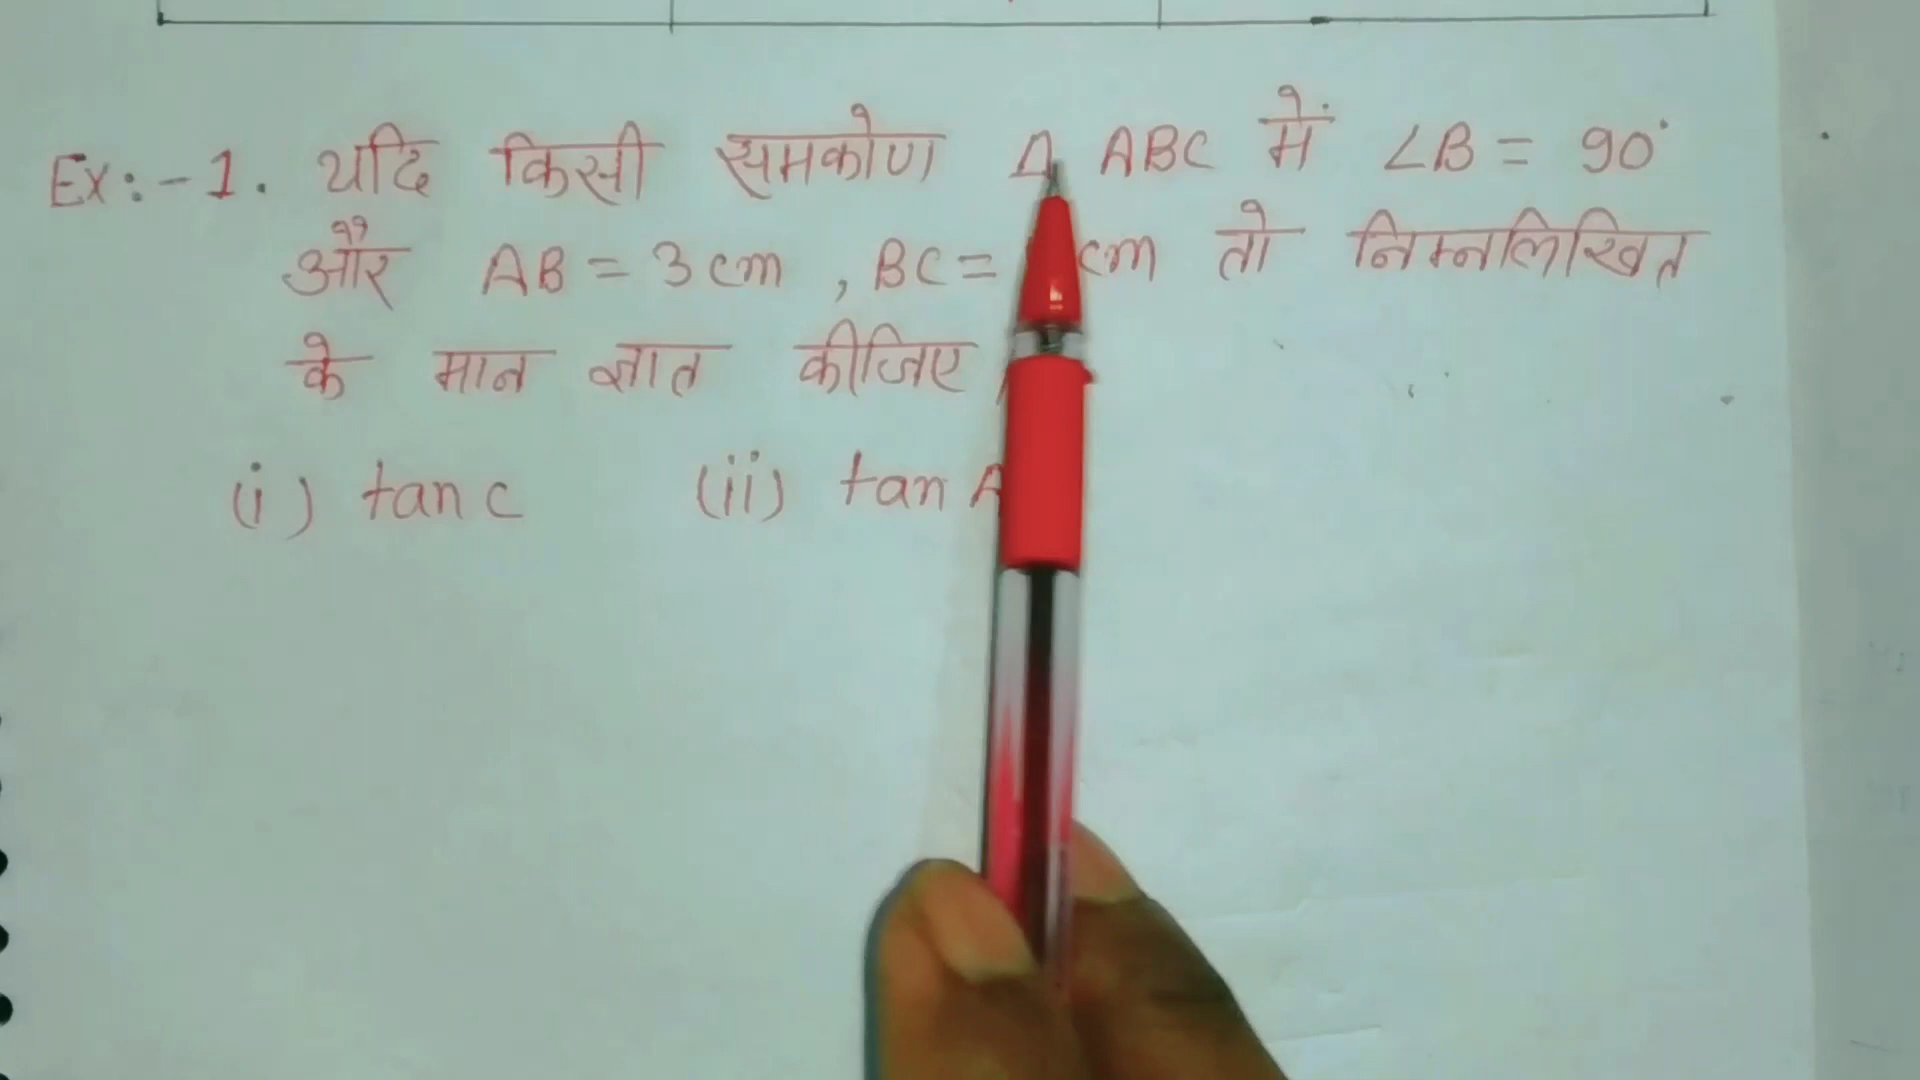 Ex:-1. यदि किसी समकोण Δ ABC में ∠B = 90°
और AB = 3 cm , BC = cm तो निम्नलिखित
के मान ज्ञात कीजिए
(i) tan C (ii) tan A